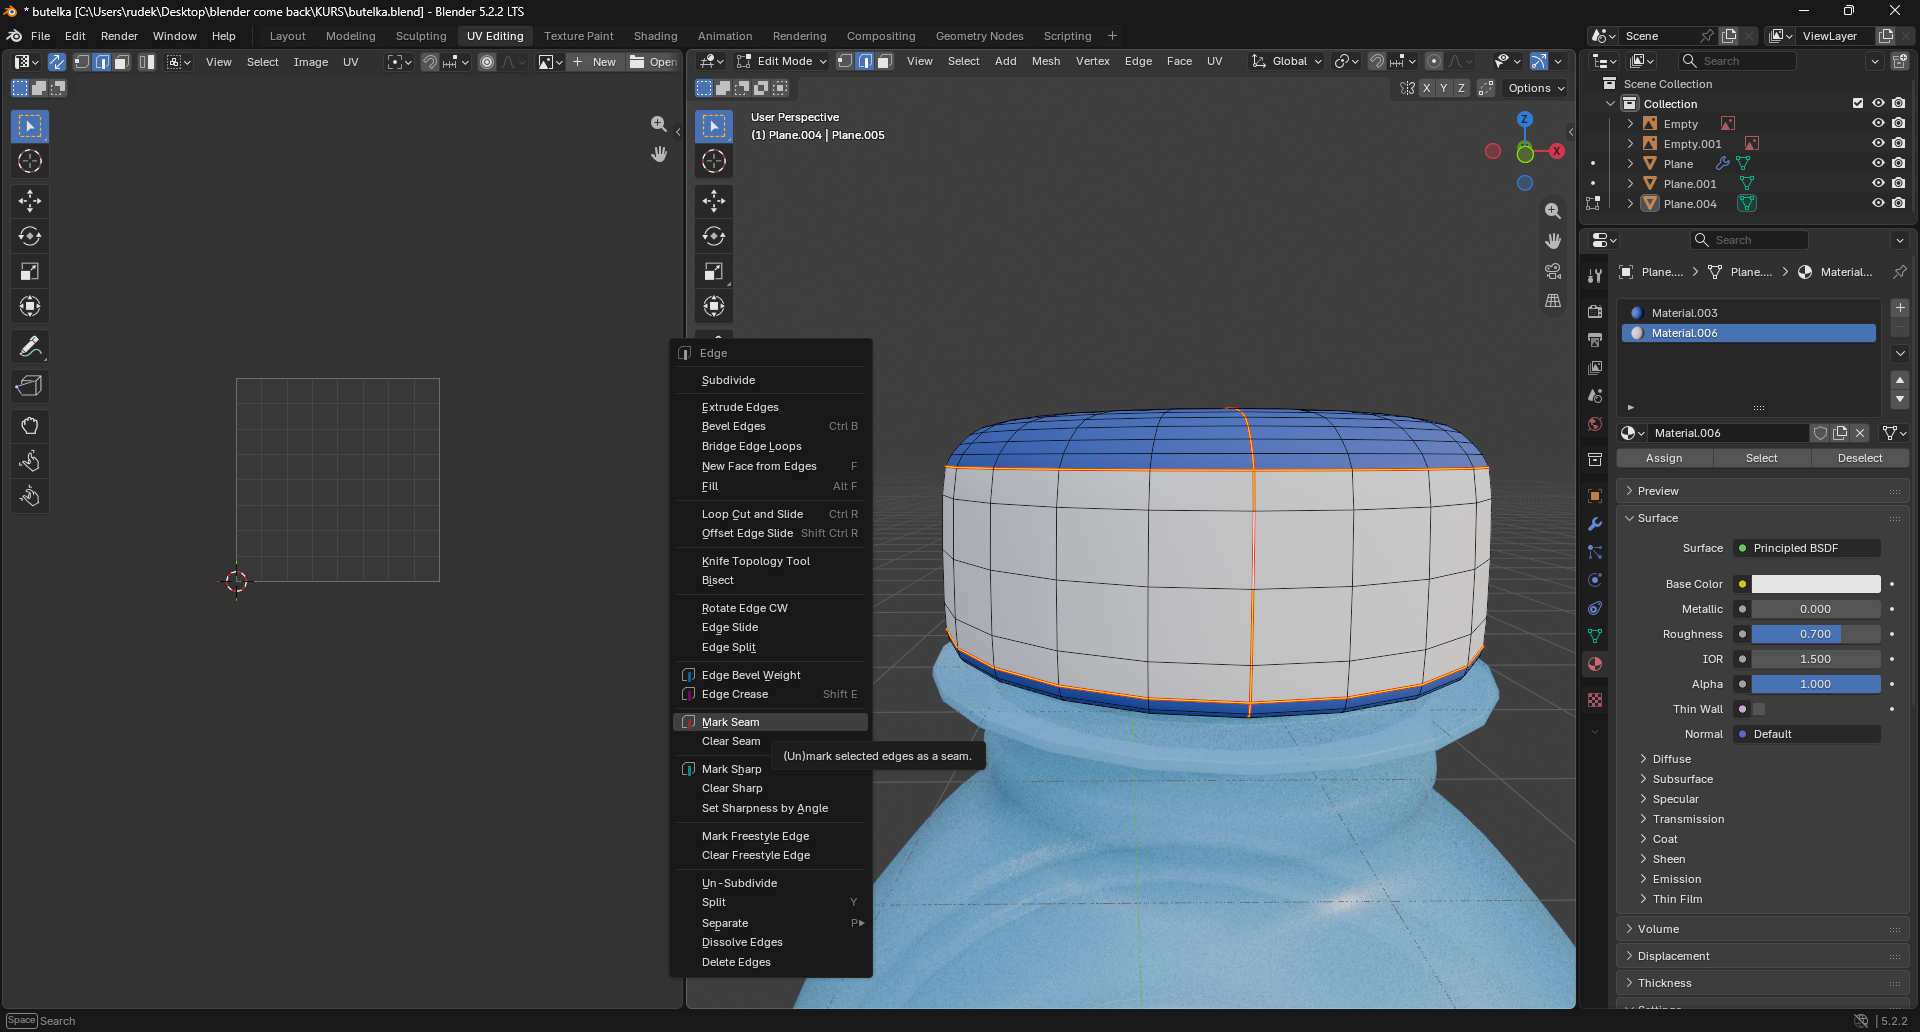 * butelka [C:\Users\rudek\Desktop\blender come back\KURS\butelka.blend] - Blender 5.2.2 LTS
File Edit Render Window Help Layout Modeling Sculpting UV Editing Texture Paint Shading Animation Rendering Compositing Geometry Nodes Scripting + Scene ViewLayer
View Select Image UV New Open Edit Mode View Select Add Mesh Vertex Edge Face UV Global Search
X Y Z Options
Scene Collection
Collection
Empty
Empty.001
Plane
Plane.001
Plane.004
User Perspective
(1) Plane.004 | Plane.005
Z
X
Search
Plane.... > Plane.... > Material...
Material.003
Material.006
Material.006
Assign Select Deselect
Preview
Surface
Surface Principled BSDF
Base Color
Metallic 0.000
Roughness 0.700
IOR 1.500
Alpha 1.000
Thin Wall
Normal Default
Diffuse
Subsurface
Specular
Transmission
Coat
Sheen
Emission
Thin Film
Volume
Displacement
Thickness
Edge
Subdivide
Extrude Edges
Bevel Edges Ctrl B
Bridge Edge Loops
New Face from Edges F
Fill Alt F
Loop Cut and Slide Ctrl R
Offset Edge Slide Shift Ctrl R
Knife Topology Tool
Bisect
Rotate Edge CW
Edge Slide
Edge Split
Edge Bevel Weight
Edge Crease Shift E
Mark Seam
Clear Seam
(Un)mark selected edges as a seam.
Mark Sharp
Clear Sharp
Set Sharpness by Angle
Mark Freestyle Edge
Clear Freestyle Edge
Un-Subdivide
Split Y
Separate P
Dissolve Edges
Delete Edges
Space Search
5.2.2